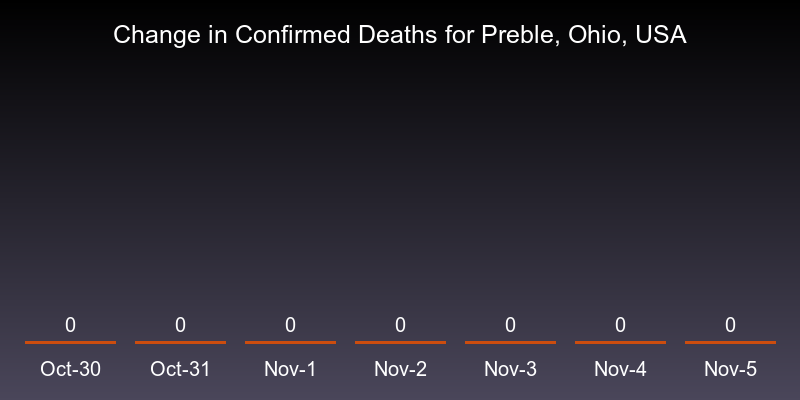 Change in Confirmed Deaths for Preble, Ohio, USA
0 0 0 0 0 0 0
Oct-30 Oct-31 Nov-1 Nov-2 Nov-3 Nov-4 Nov-5